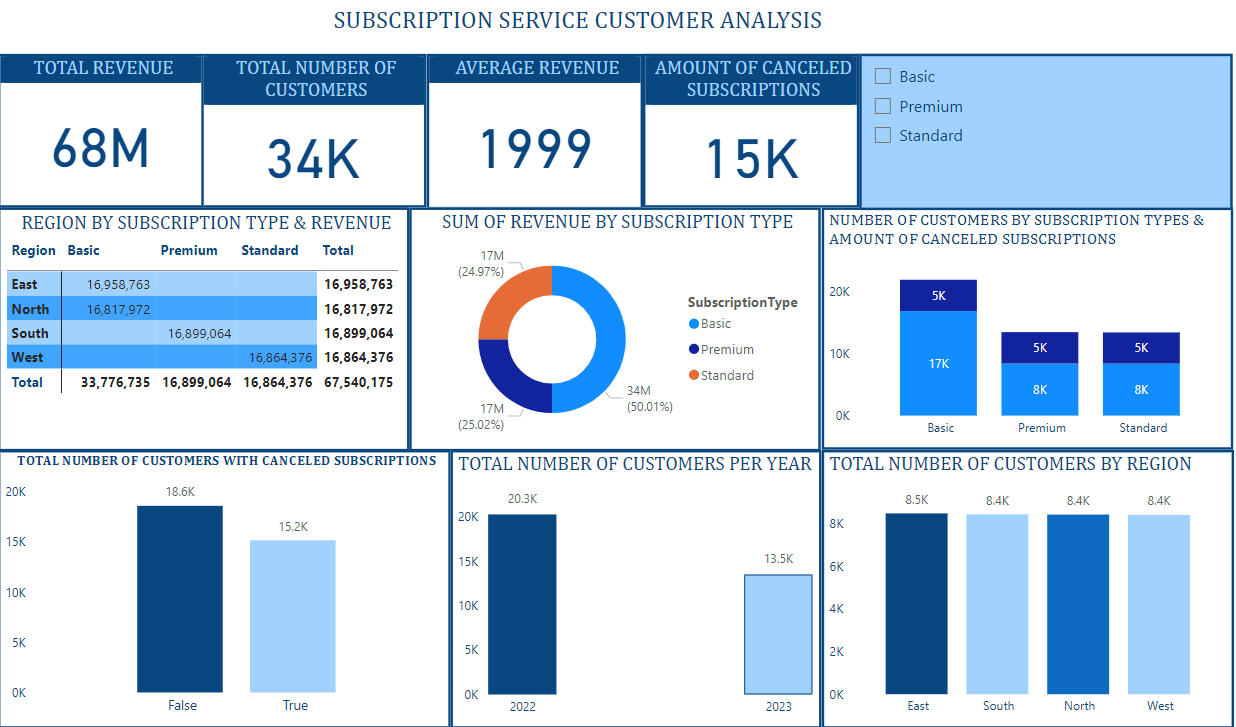 SUBSCRIPTION SERVICE CUSTOMER ANALYSIS
TOTAL REVENUE
68M
TOTAL NUMBER OF
CUSTOMERS
34K
AVERAGE REVENUE
1999
AMOUNT OF CANCELED
SUBSCRIPTIONS
15K
Basic
Premium
Standard
REGION BY SUBSCRIPTION TYPE & REVENUE
Region Basic Premium Standard Total
East 16,958,763 16,958,763
North 16,817,972 16,817,972
South 16,899,064 16,899,064
West 16,864,376 16,864,376
Total 33,776,735 16,899,064 16,864,376 67,540,175
SUM OF REVENUE BY SUBSCRIPTION TYPE
17M
(24.97%)
17M
(25.02%)
34M
(50.01%)
SubscriptionType
Basic
Premium
Standard
NUMBER OF CUSTOMERS BY SUBSCRIPTION TYPES &
AMOUNT OF CANCELED SUBSCRIPTIONS
20K
10K
0K
5K
17K
5K
8K
5K
8K
Basic Premium Standard
TOTAL NUMBER OF CUSTOMERS WITH CANCELED SUBSCRIPTIONS
20K
15K
10K
5K
0K
18.6K
15.2K
False True
TOTAL NUMBER OF CUSTOMERS PER YEAR
20K
15K
10K
5K
0K
20.3K
13.5K
2022 2023
TOTAL NUMBER OF CUSTOMERS BY REGION
8K
6K
4K
2K
0K
8.5K 8.4K 8.4K 8.4K
East South North West